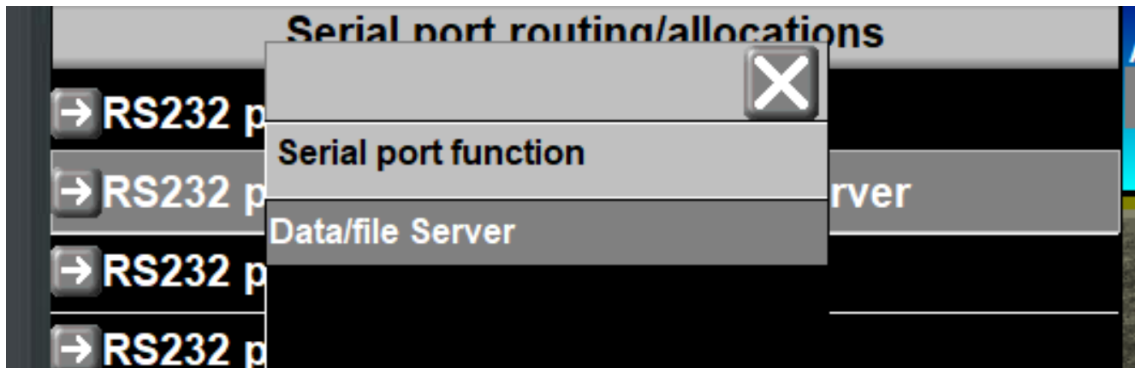 Serial port routing/allocations
RS232 p
Serial port function
RS232 p
rver
Data/file Server
RS232 p
RS232 p